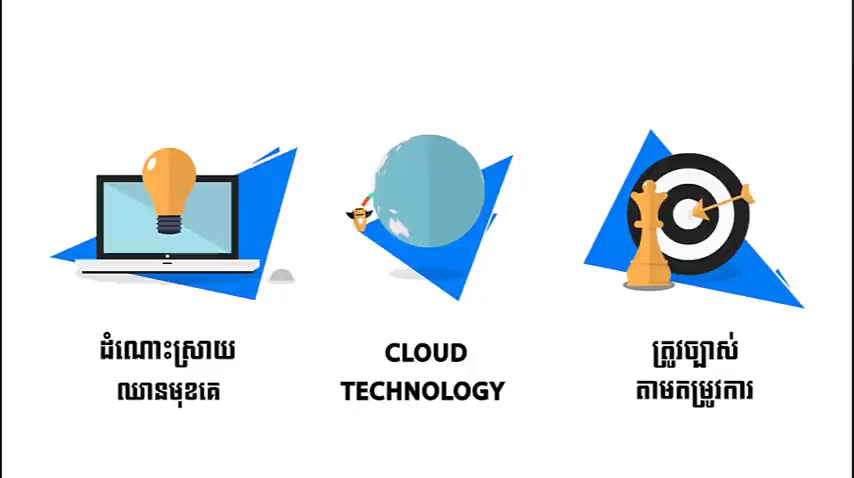 ដំណោះស្រាយ
ឈានមុខគេ
CLOUD
TECHNOLOGY
ត្រូវច្បាស់
តាមតម្រូវការ